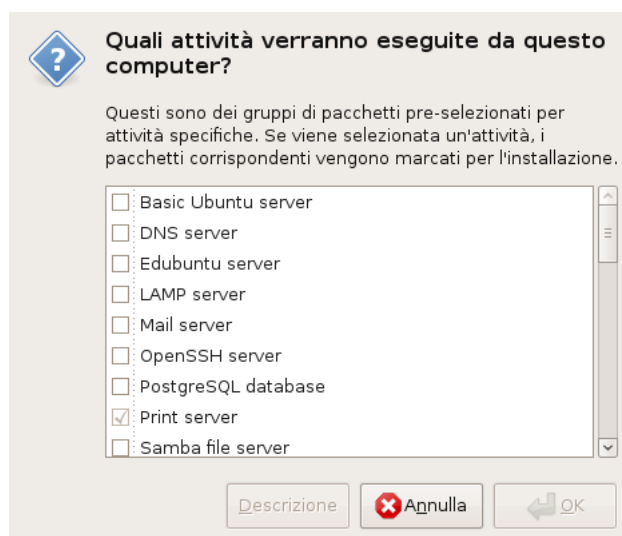 Quali attività verranno eseguite da questo
computer?
Questi sono dei gruppi di pacchetti pre-selezionati per
attività specifiche. Se viene selezionata un'attività, i
pacchetti corrispondenti vengono marcati per l'installazione.
Basic Ubuntu server
DNS server
Edubuntu server
LAMP server
Mail server
OpenSSH server
PostgreSQL database
Print server
Samba file server
Descrizione
Annulla
OK